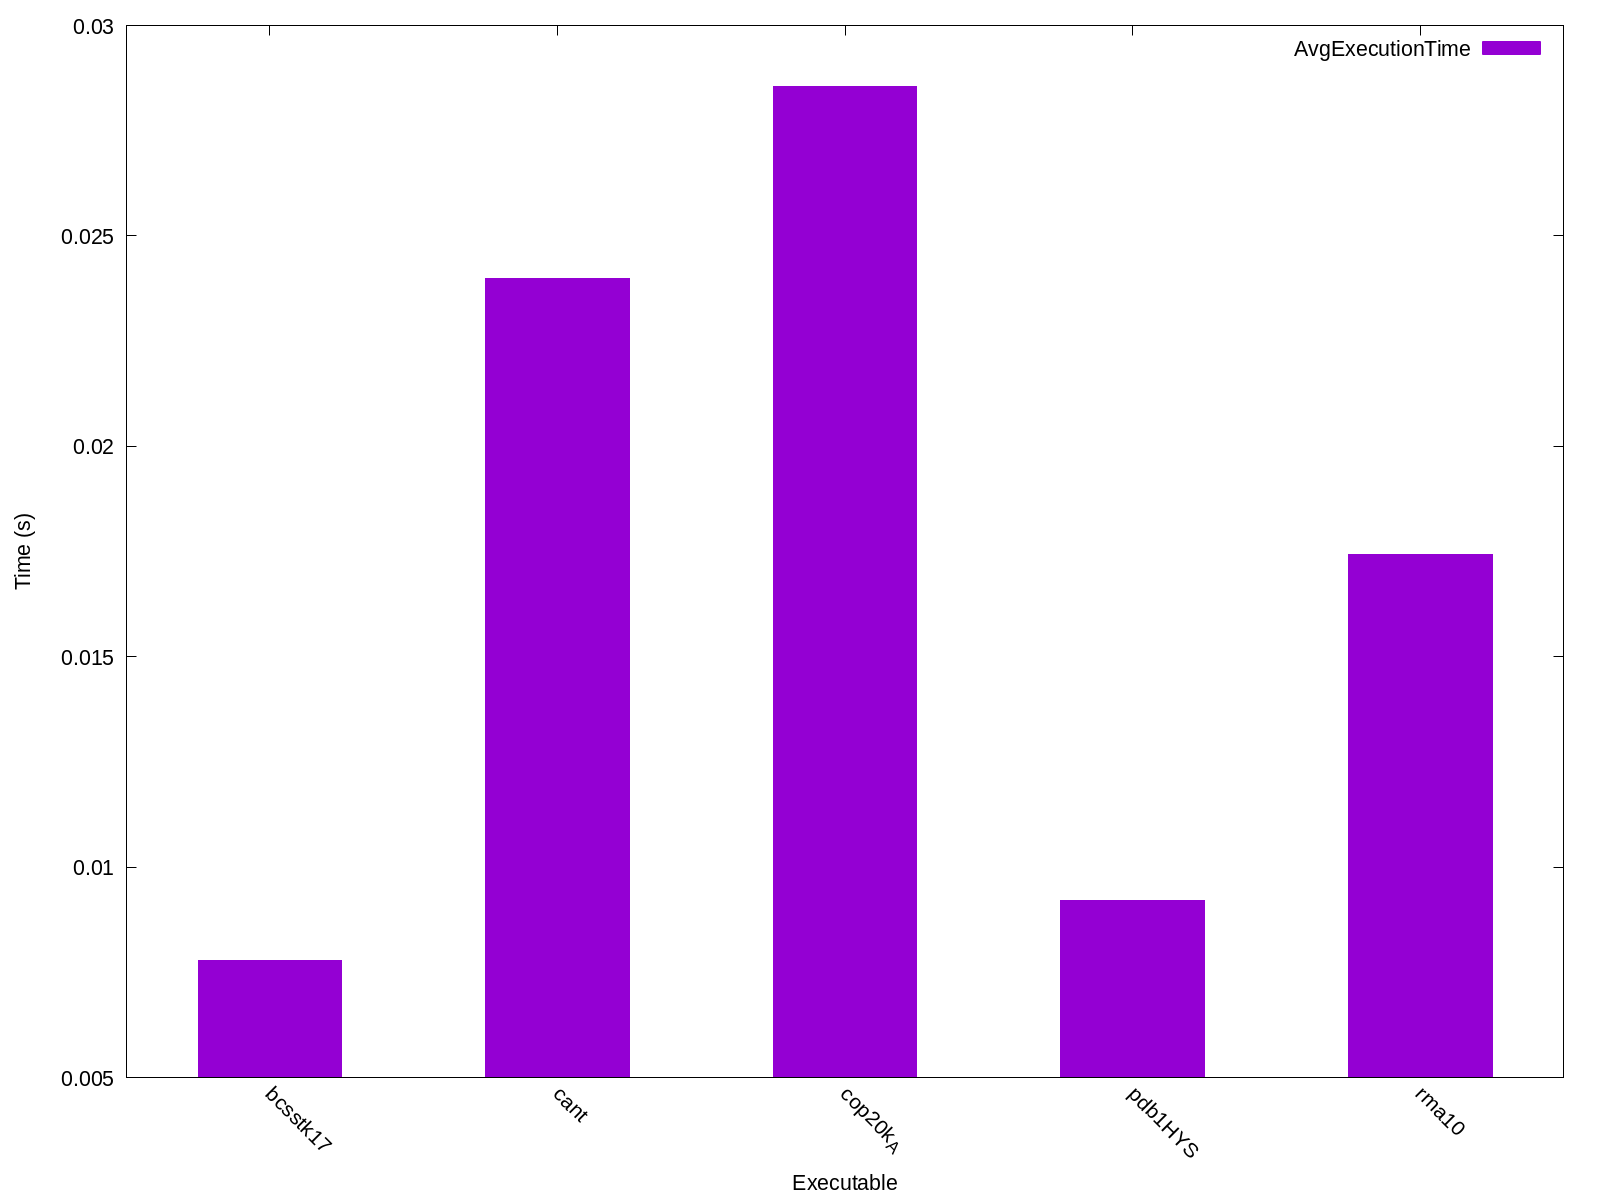 0.03
0.025
0.02
0.015
0.01
0.005
Time (s)
AvgExecutionTime
bcsstk17
cant
cop20kA
pdb1HYS
rma10
Executable